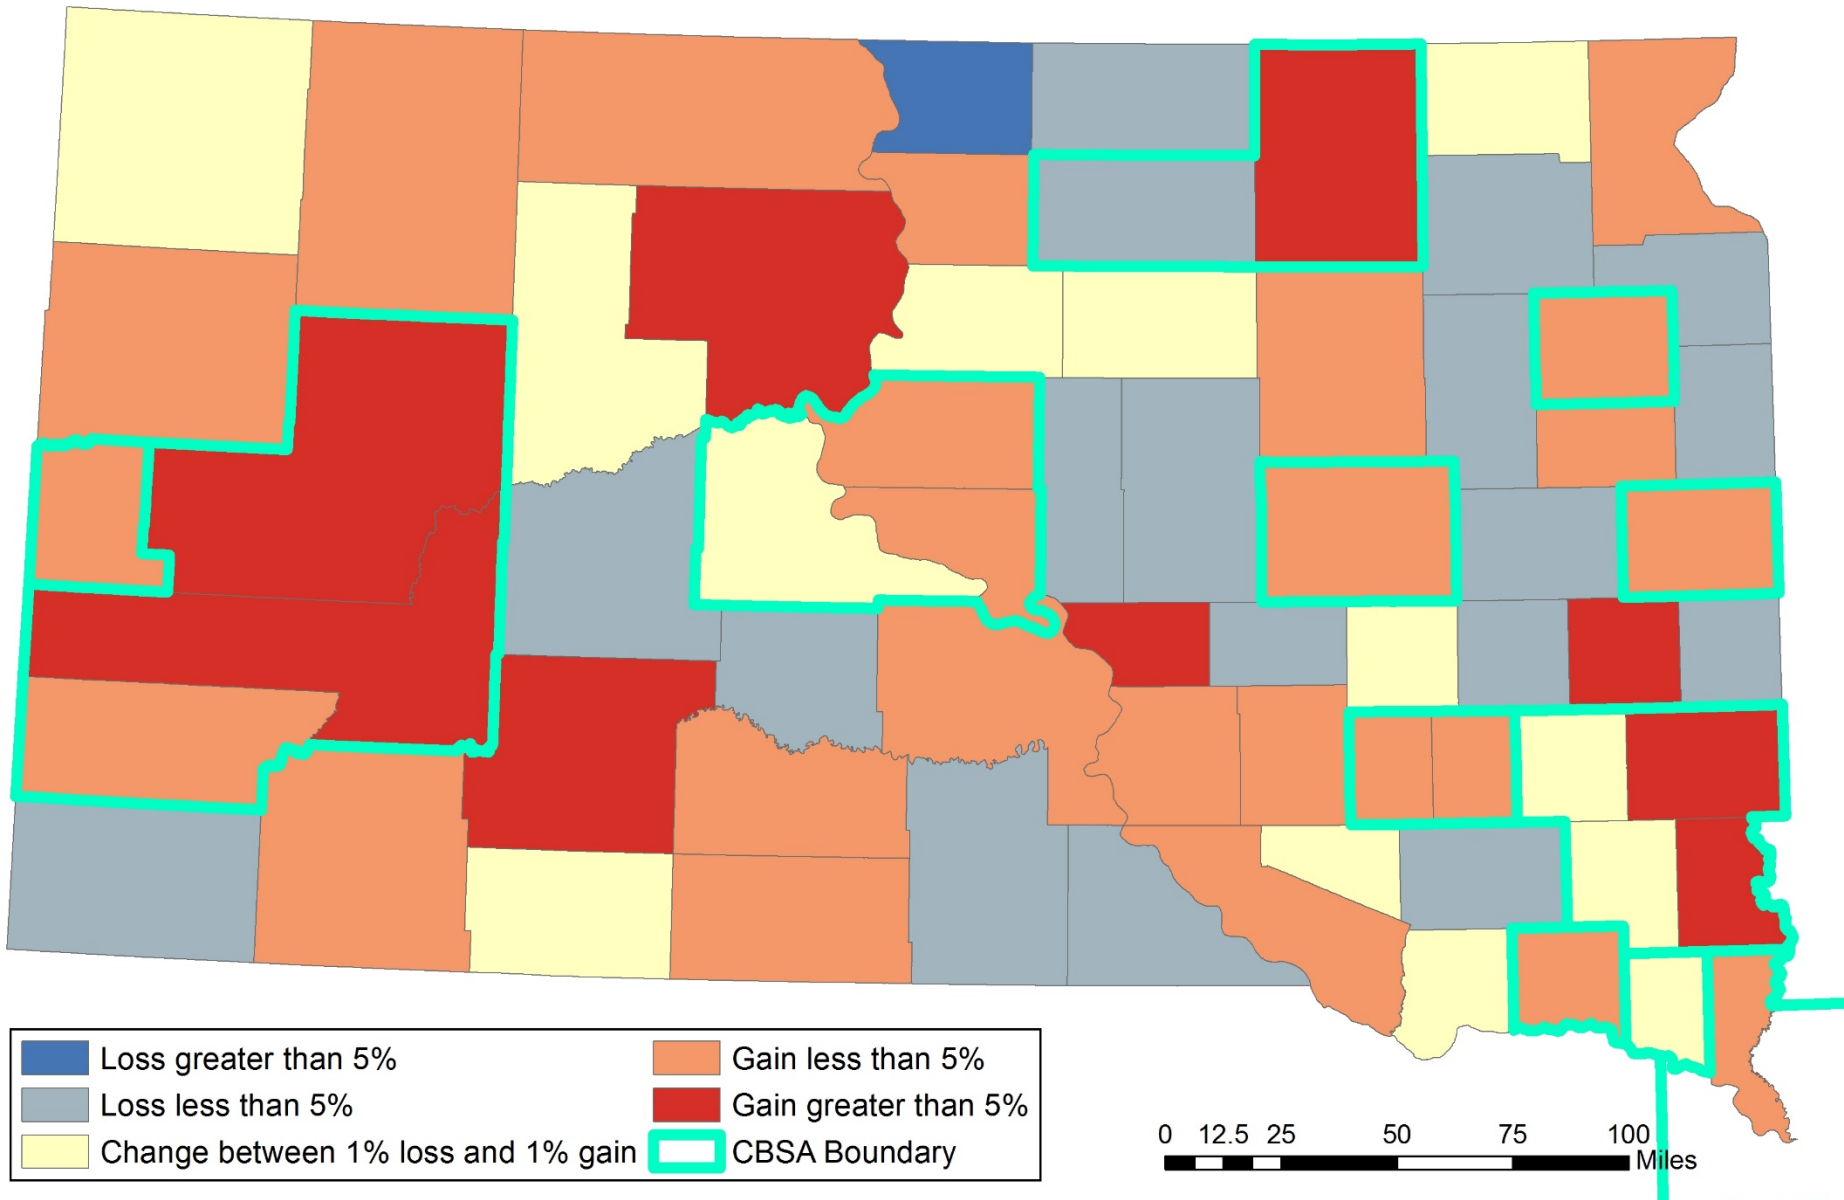 Loss greater than 5%
Loss less than 5%
Change between 1% loss and 1% gain
Gain less than 5%
Gain greater than 5%
CBSA Boundary
0 12.5 25 50 75 100
Miles